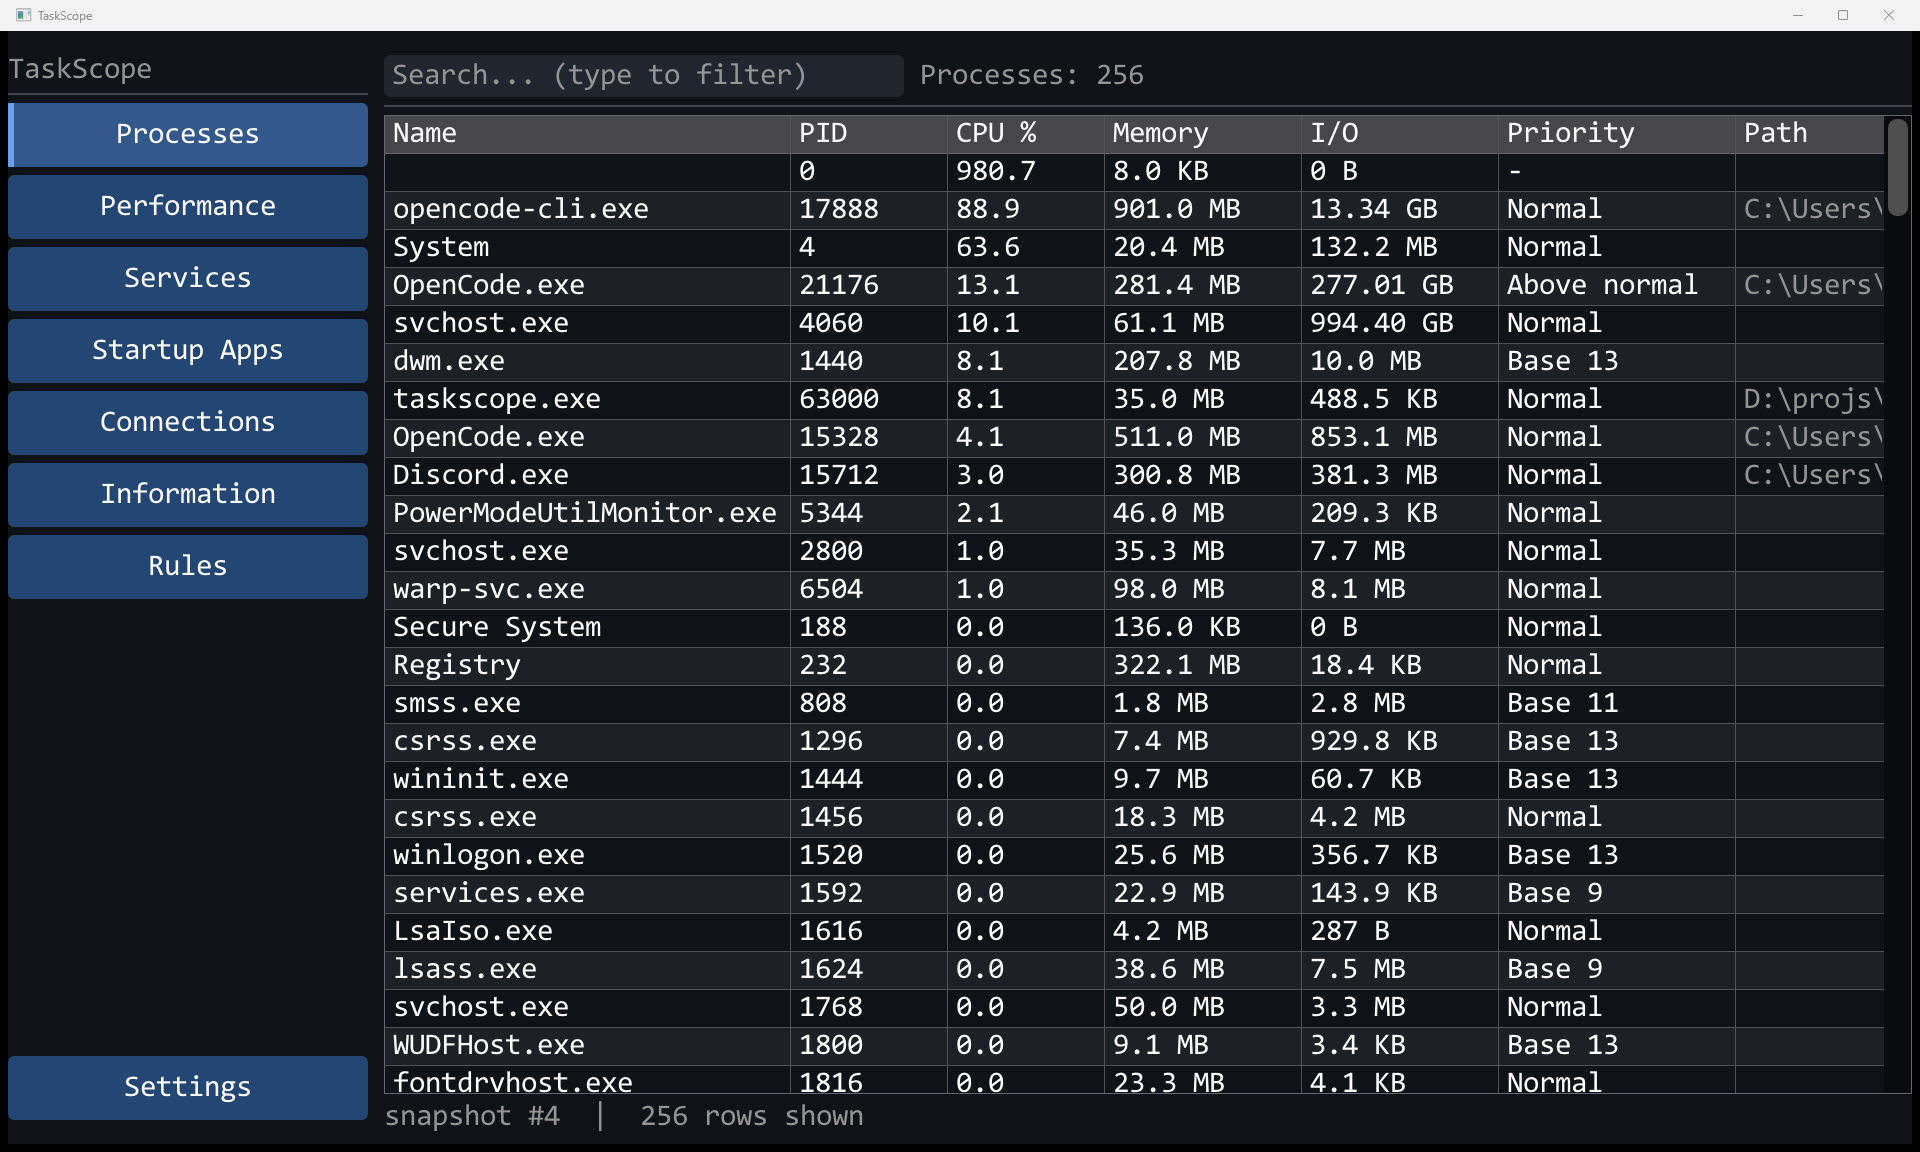 TaskScope
TaskScope
Search... (type to filter) Processes: 256
Processes
Performance
Services
Startup Apps
Connections
Information
Rules
Settings
Name PID CPU % Memory I/O Priority Path
0 980.7 8.0 KB 0 B -
opencode-cli.exe 17888 88.9 901.0 MB 13.34 GB Normal C:\Users\
System 4 63.6 20.4 MB 132.2 MB Normal
OpenCode.exe 21176 13.1 281.4 MB 277.01 GB Above normal C:\Users\
svchost.exe 4060 10.1 61.1 MB 994.40 GB Normal
dwm.exe 1440 8.1 207.8 MB 10.0 MB Base 13
taskscope.exe 63000 8.1 35.0 MB 488.5 KB Normal D:\projs\
OpenCode.exe 15328 4.1 511.0 MB 853.1 MB Normal C:\Users\
Discord.exe 15712 3.0 300.8 MB 381.3 MB Normal C:\Users\
PowerModeUtilMonitor.exe 5344 2.1 46.0 MB 209.3 KB Normal
svchost.exe 2800 1.0 35.3 MB 7.7 MB Normal
warp-svc.exe 6504 1.0 98.0 MB 8.1 MB Normal
Secure System 188 0.0 136.0 KB 0 B Normal
Registry 232 0.0 322.1 MB 18.4 KB Normal
smss.exe 808 0.0 1.8 MB 2.8 MB Base 11
csrss.exe 1296 0.0 7.4 MB 929.8 KB Base 13
wininit.exe 1444 0.0 9.7 MB 60.7 KB Base 13
csrss.exe 1456 0.0 18.3 MB 4.2 MB Normal
winlogon.exe 1520 0.0 25.6 MB 356.7 KB Base 13
services.exe 1592 0.0 22.9 MB 143.9 KB Base 9
LsaIso.exe 1616 0.0 4.2 MB 287 B Normal
lsass.exe 1624 0.0 38.6 MB 7.5 MB Base 9
svchost.exe 1768 0.0 50.0 MB 3.3 MB Normal
WUDFHost.exe 1800 0.0 9.1 MB 3.4 KB Base 13
fontdrvhost.exe 1816 0.0 23.3 MB 4.1 KB Normal
snapshot #4 | 256 rows shown